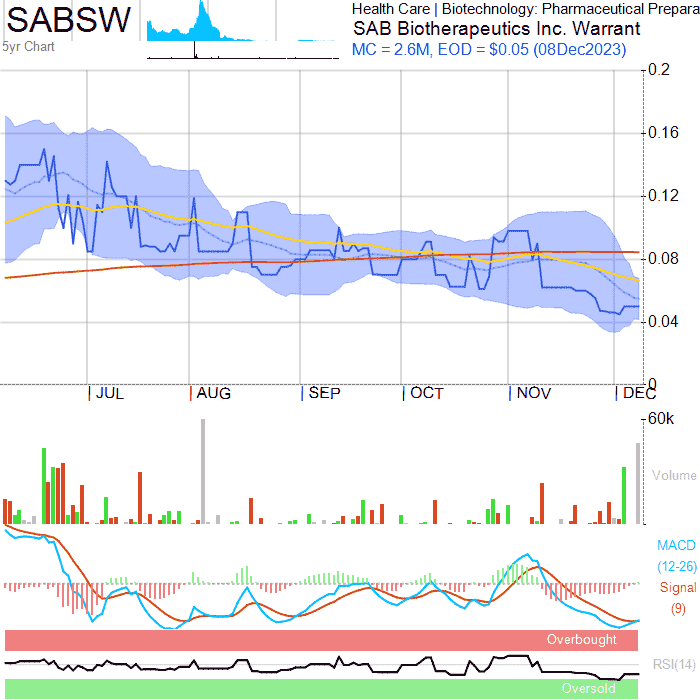 SABSW
5yr Chart
Health Care | Biotechnology: Pharmaceutical Prepara
SAB Biotherapeutics Inc. Warrant
MC = 2.6M, EOD = $0.05 (08Dec2023)
0.2
0.16
0.12
0.08
0.04
0
JUL AUG SEP OCT NOV DEC
60k
Volume
MACD
(12-26)
Signal
(9)
Overbought
RSI(14)
Oversold